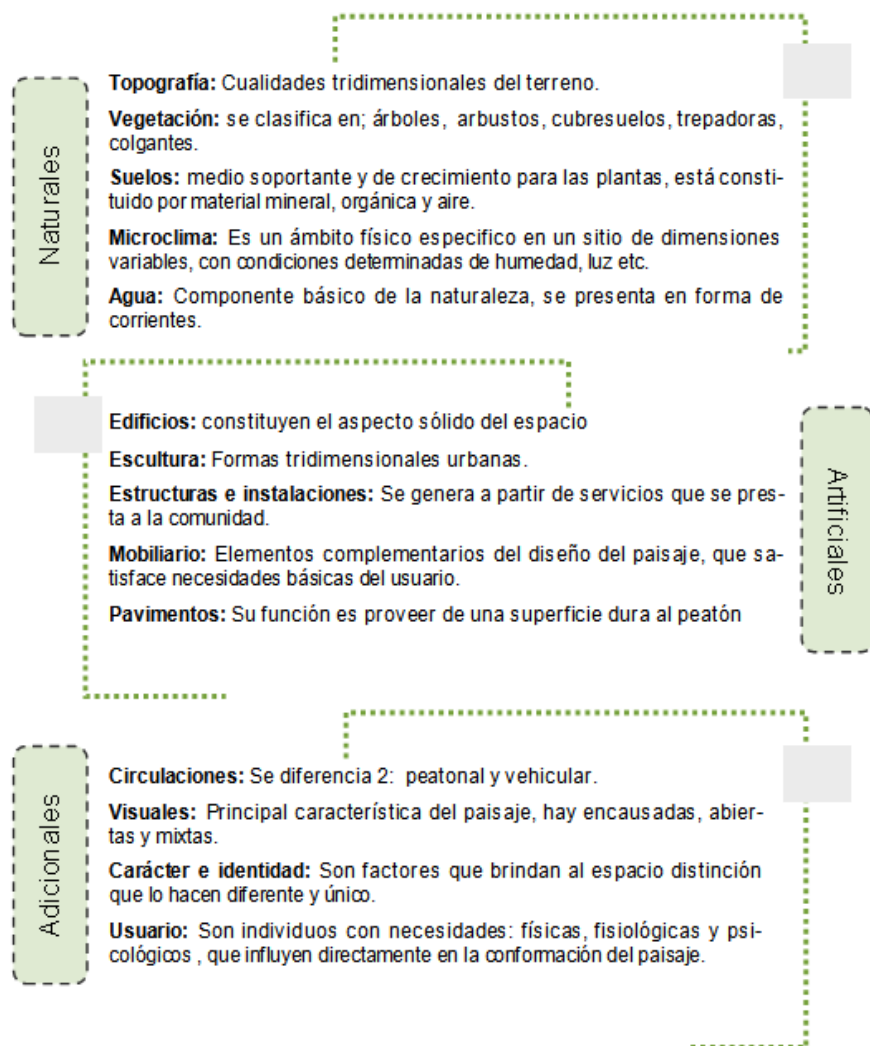 Naturales
Topografía: Cualidades tridimensionales del terreno.
Vegetación: se clasifica en; árboles, arbustos, cubresuelos, trepadoras,
colgantes.
Suelos: medio soportante y de crecimiento para las plantas, está consti-
tuido por material mineral, orgánica y aire.
Microclima: Es un ámbito físico especifico en un sitio de dimensiones
variables, con condiciones determinadas de humedad, luz etc.
Agua: Componente básico de la naturaleza, se presenta en forma de
corrientes.
Artificiales
Edificios: constituyen el aspecto sólido del espacio
Escultura: Formas tridimensionales urbanas.
Estructuras e instalaciones: Se genera a partir de servicios que se pres-
ta a la comunidad.
Mobiliario: Elementos complementarios del diseño del paisaje, que sa-
tisface necesidades básicas del usuario.
Pavimentos: Su función es proveer de una superficie dura al peatón
Adicionales
Circulaciones: Se diferencia 2: peatonal y vehicular.
Visuales: Principal característica del paisaje, hay encausadas, abier-
tas y mixtas.
Carácter e identidad: Son factores que brindan al espacio distinción
que lo hacen diferente y único.
Usuario: Son individuos con necesidades: físicas, fisiológicas y psi-
cológicos , que influyen directamente en la conformación del paisaje.